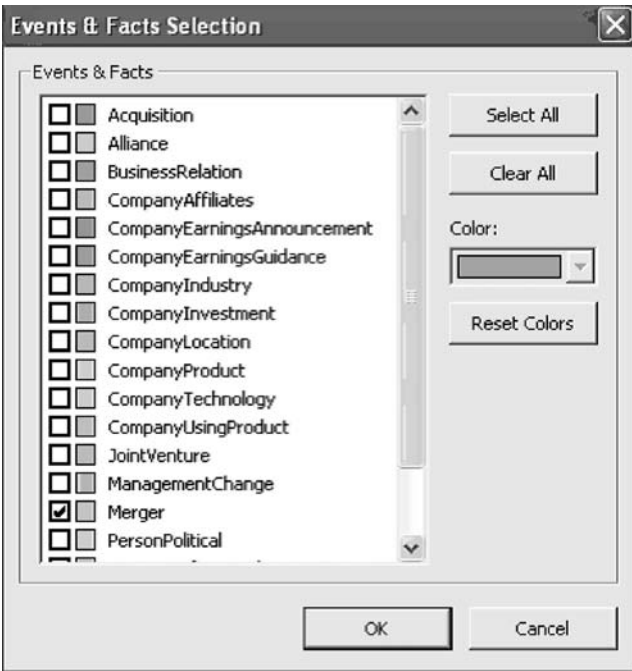 Events & Facts Selection
Events & Facts
Acquisition
Alliance
BusinessRelation
CompanyAffiliates
CompanyEarningsAnnouncement
CompanyEarningsGuidance
CompanyIndustry
CompanyInvestment
CompanyLocation
CompanyProduct
CompanyTechnology
CompanyUsingProduct
JointVenture
ManagementChange
Merger
PersonPolitical
Select All
Clear All
Color:
Reset Colors
OK
Cancel